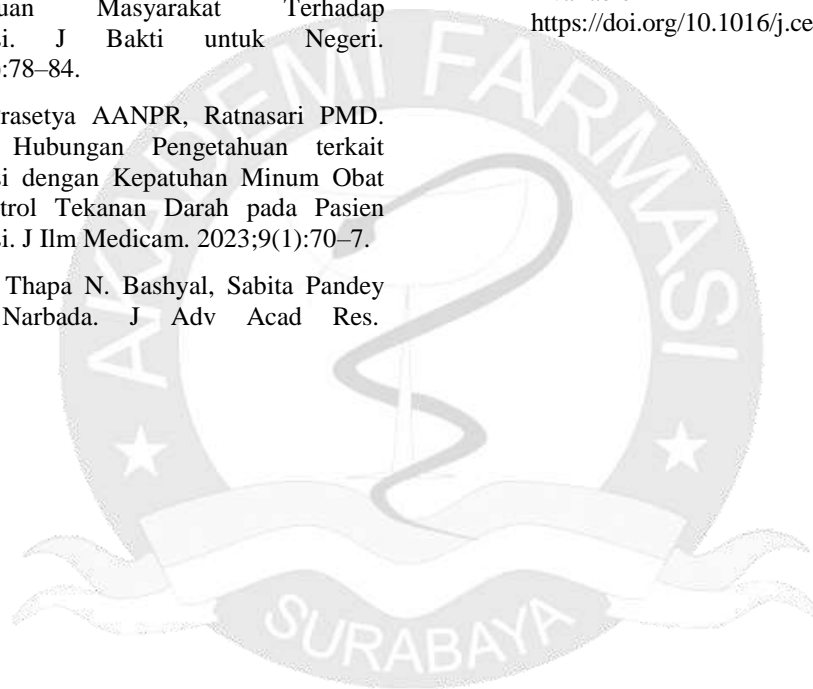 Masyarakat Terhadap
J Bakti untuk Negeri.
:78–84.
rasetya AANPR, Ratnasari PMD.
Hubungan Pengetahuan terkait
si dengan Kepatuhan Minum Obat
trol Tekanan Darah pada Pasien
si. J Ilm Medicam. 2023;9(1):70–7.
Thapa N. Bashyal, Sabita Pandey
Narbada. J Adv Acad Res.
https://doi.org/10.1016/j.ce
AKADEMI FARMASI
SURABAYA